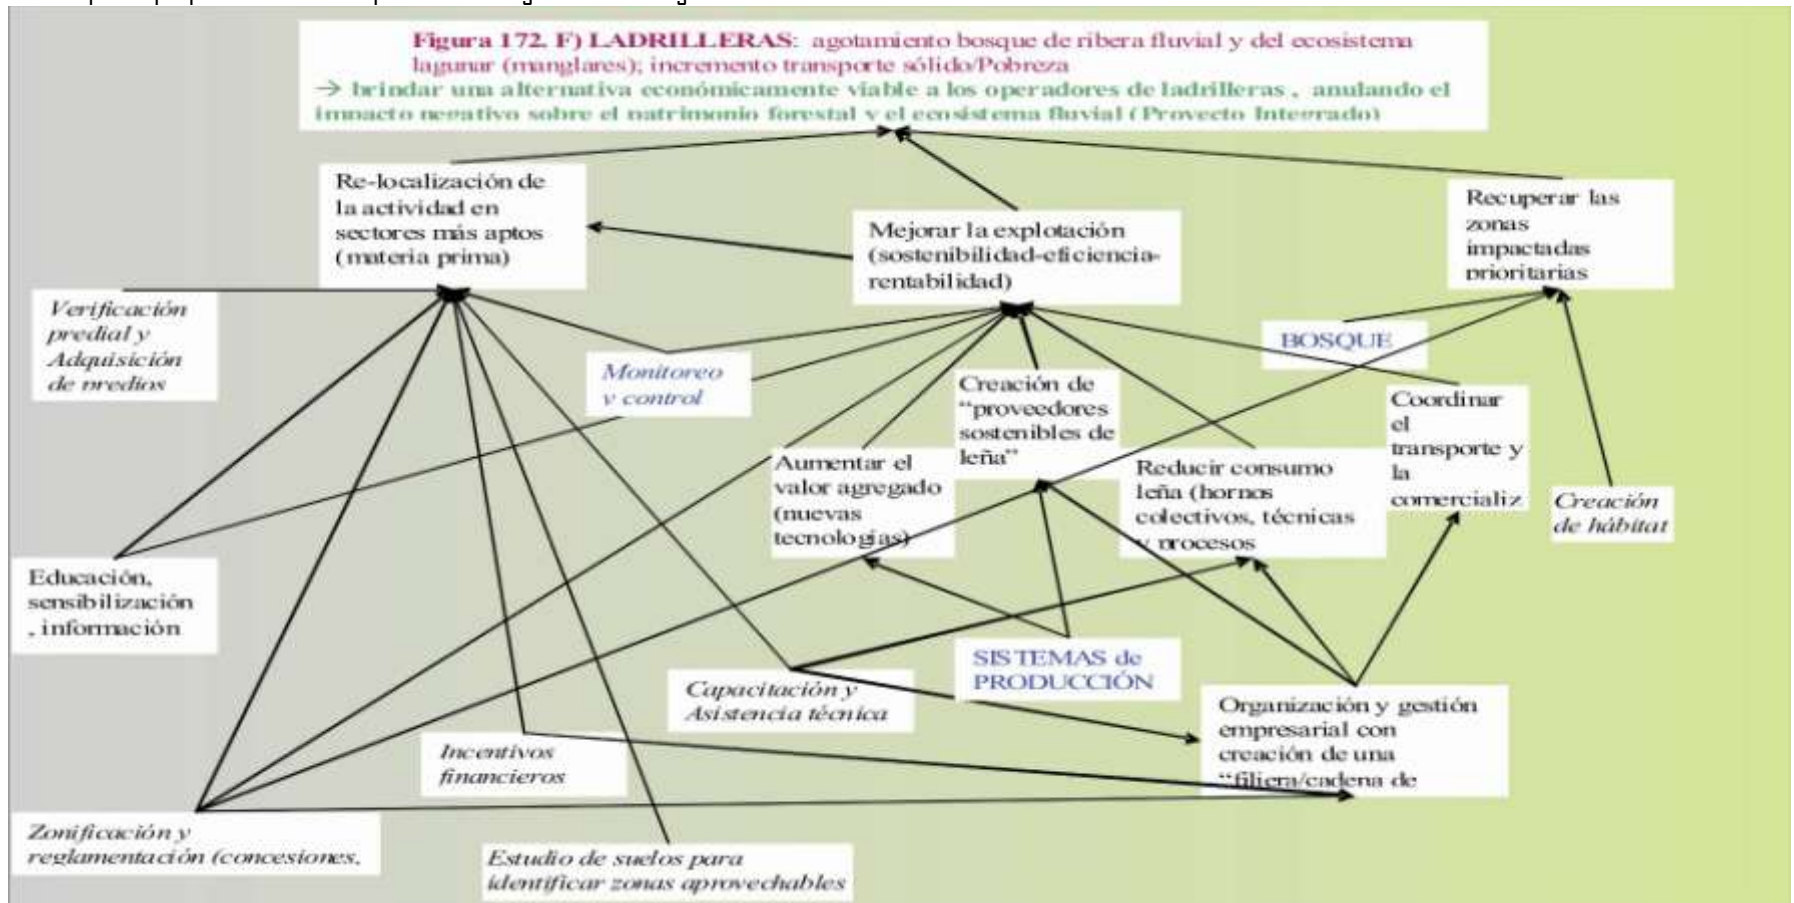 Figura 172. F) LADRILLERAS: agotamiento bosque de ribera fluvial y del ecosistema
lagunar (manglares); incremento transporte sólido/Pobreza
→ brindar una alternativa económicamente viable a los operadores de ladrilleras , anulando el
impacto negativo sobre el patrimonio forestal y el ecosistema fluvial (Proyecto Integrado)
Re-localización de
la actividad en
sectores más aptos
(materia prima)
Mejorar la explotación
(sostenibilidad-eficiencia-
rentabilidad)
Recuperar las
zonas
impactadas
prioritarias
Verificación
predial y
Adquisición
de predios
Monitoreo
y control
BOSQUE
Creación de
“proveedores
sostenibles de
leña”
Coordinar
el
transporte y
la
comercializ
Aumentar el
valor agregado
(nuevas
tecnologías)
Reducir consumo
leña (hornos
colectivos, técnicas
y procesos
Creación
de hábitat
Educación,
sensibilización
, información
SISTEMAS de
PRODUCCIÓN
Capacitación y
Asistencia técnica
Organización y gestión
empresarial con
creación de una
“filiera/cadena de
Incentivos
financieros
Zonificación y
reglamentación (concesiones,
Estudio de suelos para
identificar zonas aprovechables